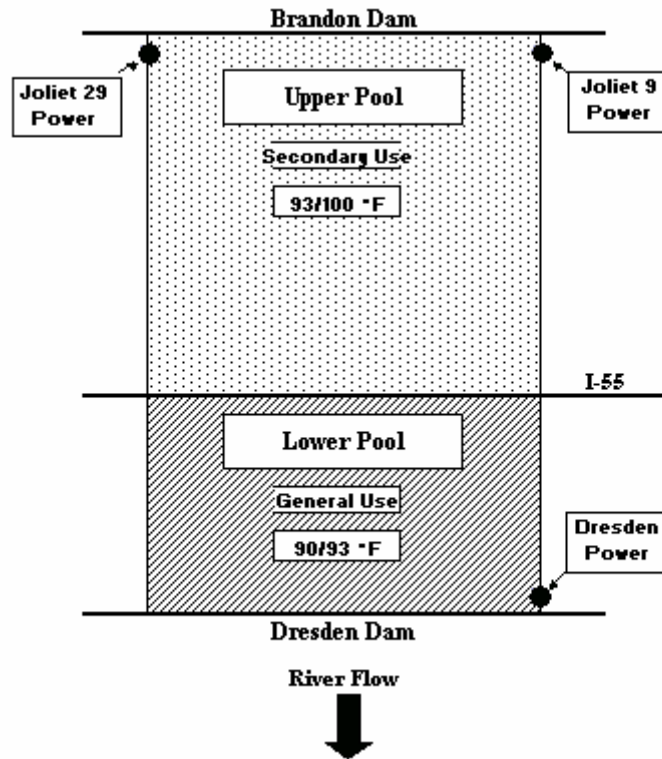 Brandon Dam
Joliet 29
Power
Joliet 9
Power
Upper Pool
Secondary Use
93/100 °F
I-55
Lower Pool
General Use
90/93 °F
Dresden
Power
Dresden Dam
River Flow